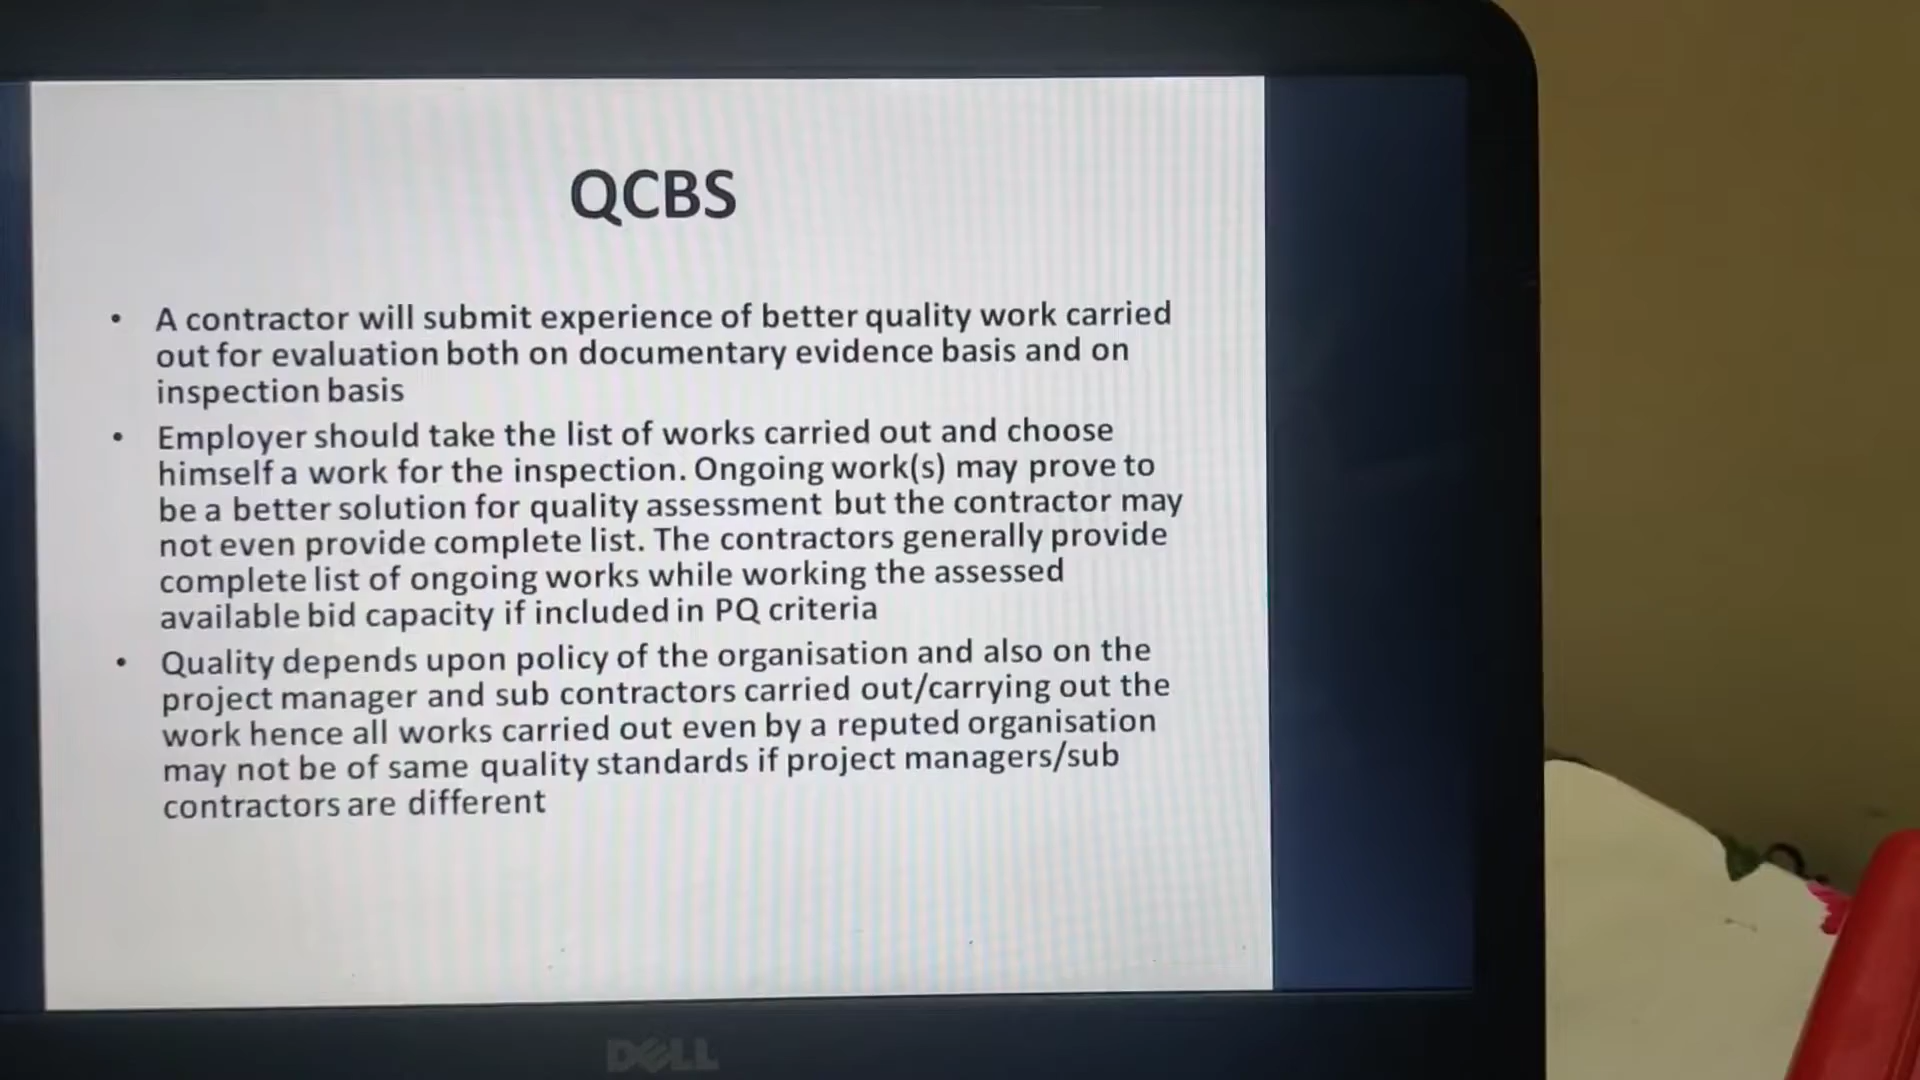 QCBS
• A contractor will submit experience of better quality work carried
out for evaluation both on documentary evidence basis and on
inspection basis
• Employer should take the list of works carried out and choose
himself a work for the inspection. Ongoing work(s) may prove to
be a better solution for quality assessment but the contractor may
not even provide complete list. The contractors generally provide
complete list of ongoing works while working the assessed
available bid capacity if included in PQ criteria
• Quality depends upon policy of the organisation and also on the
project manager and sub contractors carried out/carrying out the
work hence all works carried out even by a reputed organisation
may not be of same quality standards if project managers/sub
contractors are different
DELL